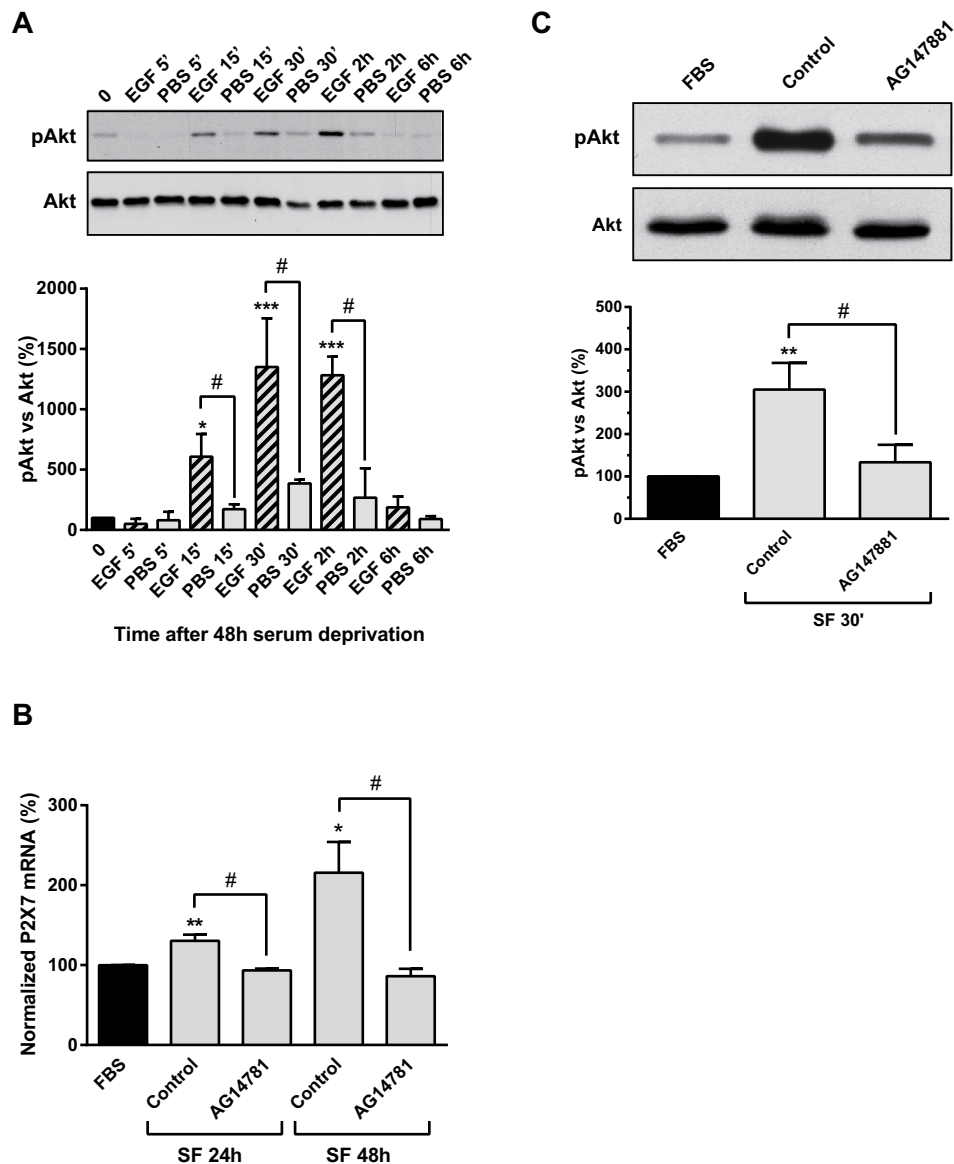 A
0 EGF 5' PBS 5' EGF 15' PBS 15' EGF 30' PBS 30' EGF 2h PBS 2h EGF 6h PBS 6h
pAkt
Akt
pAkt vs Akt (%)
2000
1500
1000
500
0
* # *** # *** #
0 EGF 5' PBS 5' EGF 15' PBS 15' EGF 30' PBS 30' EGF 2h PBS 2h EGF 6h PBS 6h
Time after 48h serum deprivation
C
FBS Control AG147881
pAkt
Akt
pAkt vs Akt (%)
500
400
300
200
100
0
** #
FBS Control AG147881
SF 30'
B
Normalized P2X7 mRNA (%)
300
200
100
0
** # * #
FBS Control AG14781 Control AG14781
SF 24h SF 48h